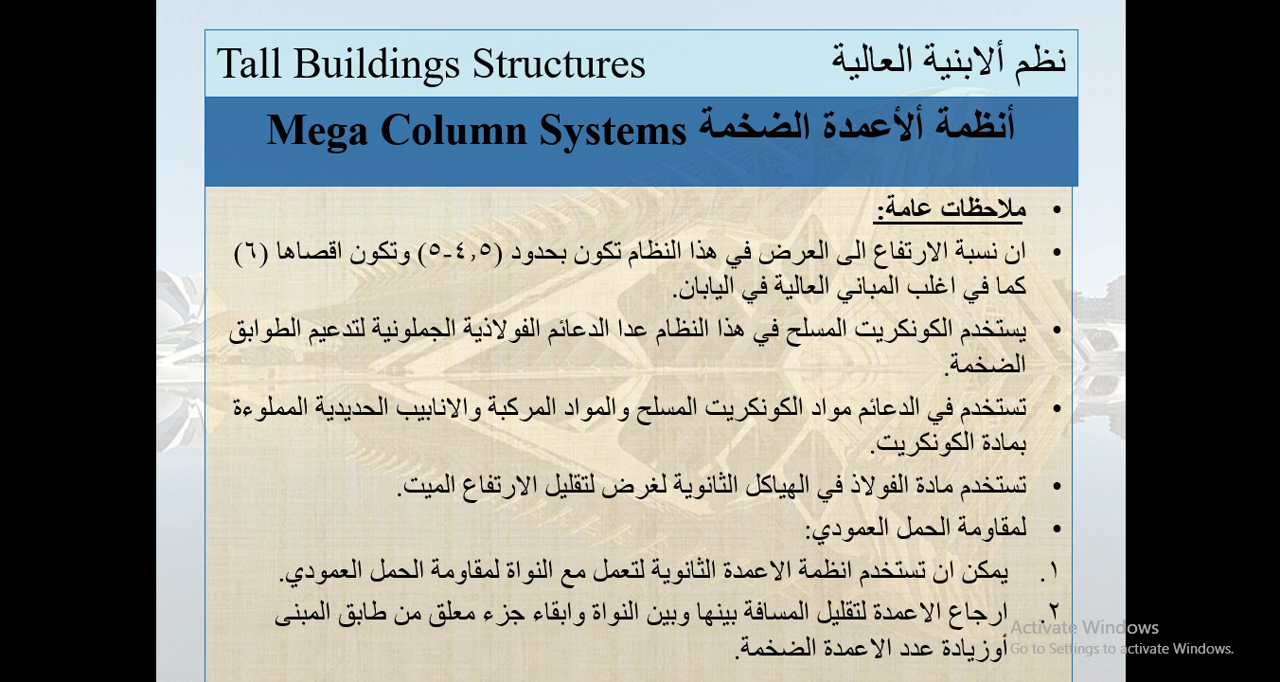 Tall Buildings Structures نظم ألابنية العالية
Mega Column Systems أنظمة ألأعمدة الضخمة
• ملاحظات عامة:
• ان نسبة الارتفاع الى العرض في هذا النظام تكون بحدود (٤,٥-٥) وتكون اقصاها (٦)
كما في اغلب المباني العالية في اليابان.
• يستخدم الكونكريت المسلح في هذا النظام عدا الدعائم الفولاذية الجملونية لتدعيم الطوابق
الضخمة.
• تستخدم في الدعائم مواد الكونكريت المسلح والمواد المركبة والانابيب الحديدية المملوءة
بمادة الكونكريت.
• تستخدم مادة الفولاذ في الهياكل الثانوية لغرض لتقليل الارتفاع الميت.
• لمقاومة الحمل العمودي:
١. يمكن ان تستخدم انظمة الاعمدة الثانوية لتعمل مع النواة لمقاومة الحمل العمودي.
٢. ارجاع الاعمدة لتقليل المسافة بينها وبين النواة وابقاء جزء معلق من طابق المبنى
أوزيادة عدد الاعمدة الضخمة.
Activate Windows
Go to Settings to activate Windows.